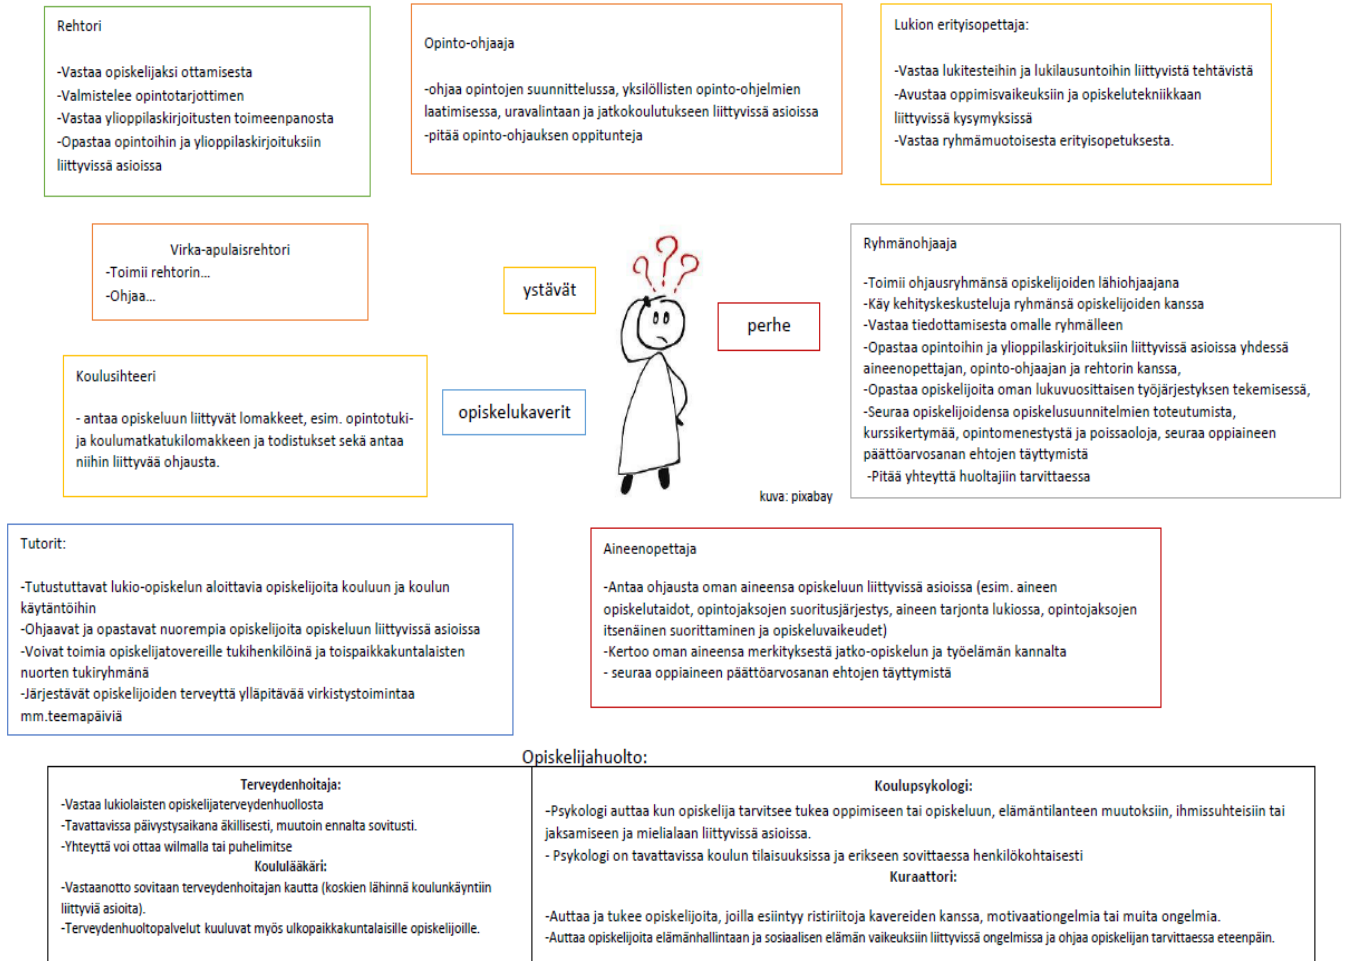 Rehtori
-Vastaa opiskelijaksi ottamisesta
-Valmistelee opintotarjottimen
-Vastaa ylioppilaskirjoitusten toimeenpanosta
-Opastaa opintoihin ja ylioppilaskirjoituksiin
liittyvissä asioissa
Opinto-ohjaaja
-ohjaa opintojen suunnittelussa, yksilöllisten opinto-ohjelmien
laatimisessa, uravalintaan ja jatkokoulutukseen liittyvissä asioissa
-pitää opinto-ohjauksen oppitunteja
Lukion erityisopettaja:
-Vastaa lukitesteihin ja lukilausuntoihin liittyvistä tehtävistä
-Avustaa oppimisvaikeuksiin ja opiskelutekniikkaan
liittyvissä kysymyksissä
-Vastaa ryhmämuotoisesta erityisopetuksesta.
Virka-apulaisrehtori
-Toimii rehtorin...
-Ohjaa...
ystävät
perhe
opiskelukaverit
kuva: pixabay
Ryhmänohjaaja
-Toimii ohjausryhmänsä opiskelijoiden lähiohjaajana
-Käy kehityskeskusteluja ryhmänsä opiskelijoiden kanssa
-Vastaa tiedottamisesta omalle ryhmälleen
-Opastaa opintoihin ja ylioppilaskirjoituksiin liittyvissä asioissa yhdessä
aineenopettajan, opinto-ohjaajan ja rehtorin kanssa,
-Opastaa opiskelijoita oman lukuvuosittaisen työjärjestyksen tekemisessä,
-Seuraa opiskelijoidensa opiskelusuunnitelmien toteutumista,
kurssikertymää, opintomenestystä ja poissaoloja, seuraa oppiaineen
päättöarvosanan ehtojen täyttymistä
-Pitää yhteyttä huoltajiin tarvittaessa
Koulusihteeri
- antaa opiskeluun liittyvät lomakkeet, esim. opintotuki-
ja koulumatkatukilomakkeen ja todistukset sekä antaa
niihin liittyvää ohjausta.
Tutorit:
-Tutustuttavat lukio-opiskelun aloittavia opiskelijoita kouluun ja koulun
käytäntöihin
-Ohjaavat ja opastavat nuorempia opiskelijoita opiskeluun liittyvissä asioissa
-Voivat toimia opiskelijatovereille tukihenkilöinä ja toispaikkakuntalaisten
nuorten tukiryhmänä
-Järjestävät opiskelijoiden terveyttä ylläpitävää virkistystoimintaa
mm.teemapäiviä
Aineenopettaja
-Antaa ohjausta oman aineensa opiskeluun liittyvissä asioissa (esim. aineen
opiskelutaidot, opintojaksojen suoritusjärjestys, aineen tarjonta lukiossa, opintojaksojen
itsenäinen suorittaminen ja opiskeluvaikeudet)
-Kertoo oman aineensa merkityksestä jatko-opiskelun ja työelämän kannalta
- seuraa oppiaineen päättöarvosanan ehtojen täyttymistä
Opiskelijahuolto:
Terveydenhoitaja:
-Vastaa lukiolaisten opiskelijaterveydenhuollosta
-Tavattavissa päivystysaikana äkillisesti, muutoin ennalta sovitusti.
-Yhteyttä voi ottaa wilmalla tai puhelimitse
Koululääkäri:
-Vastaanotto sovitaan terveydenhoitajan kautta (koskien lähinnä koulunkäyntiin
liittyviä asioita).
-Terveydenhuoltopalvelut kuuluvat myös ulkopaikkakuntalaisille opiskelijoille.
Koulupsykologi:
-Psykologi auttaa kun opiskelija tarvitsee tukea oppimiseen tai opiskeluun, elämäntilanteen muutoksiin, ihmissuhteisiin tai
jaksamiseen ja mielialaan liittyvissä asioissa.
- Psykologi on tavattavissa koulun tilaisuuksissa ja erikseen sovittaessa henkilökohtaisesti
Kuraattori:
-Auttaa ja tukee opiskelijoita, joilla esiintyy ristiriitoja kavereiden kanssa, motivaationgelmia tai muita ongelmia.
-Auttaa opiskelijoita elämänhallintaan ja sosiaalisen elämän vaikeuksiin liittyvissä ongelmissa ja ohjaa opiskelijan tarvittaessa eteenpäin.